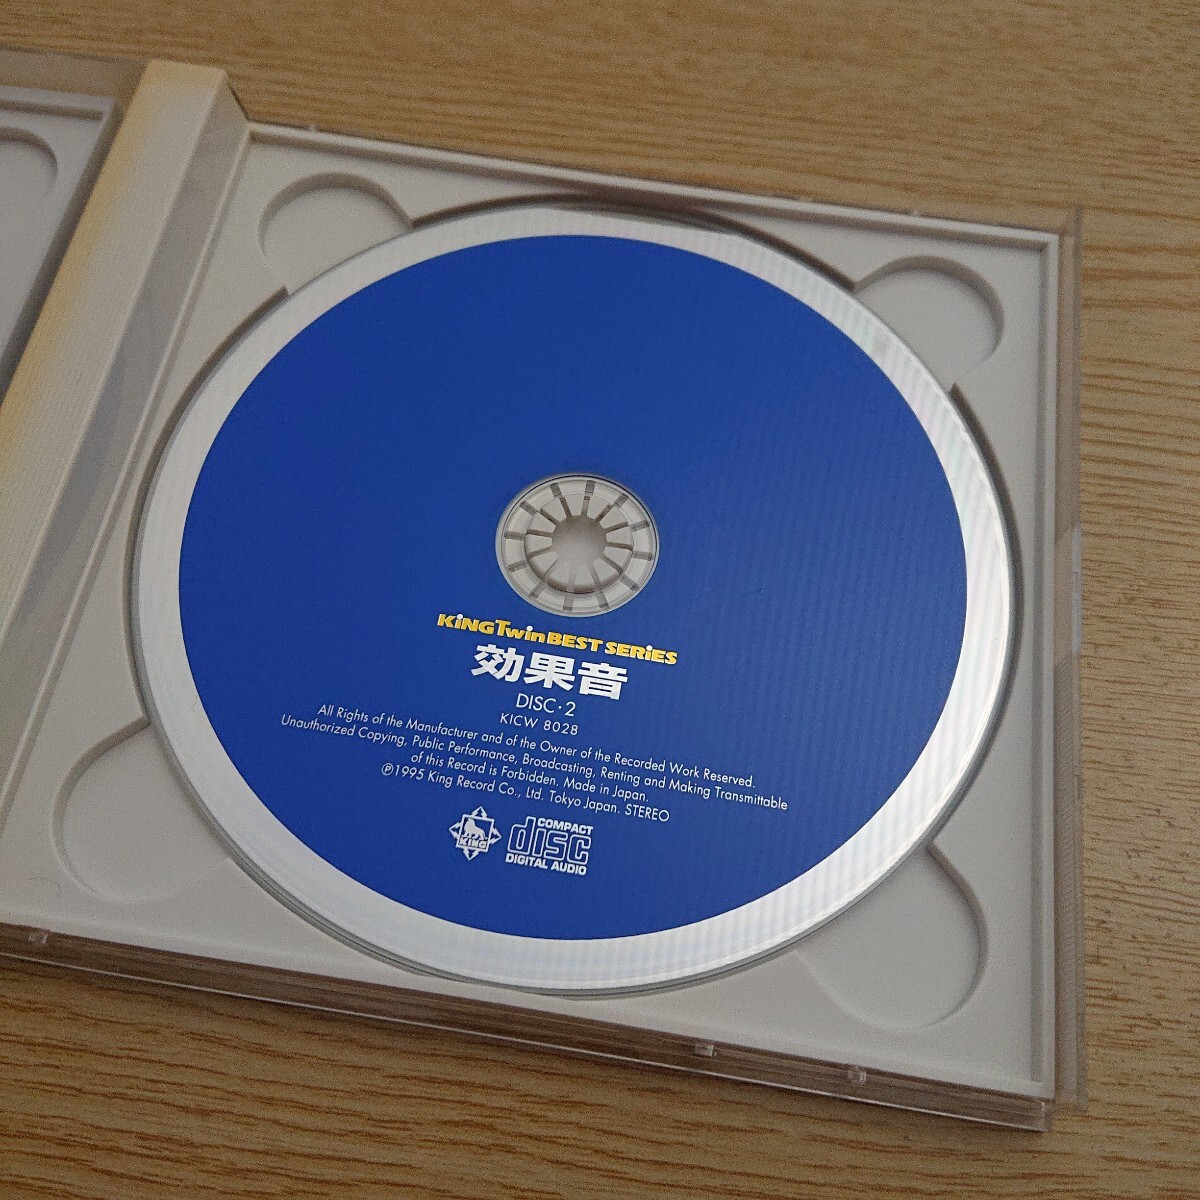 KiNG Twin BEST SERiES
効果音
DISC・2
KICW 8028
All Rights of the Manufacturer and of the Owner of the Recorded Work Reserved.
Unauthorized Copying, Public Performance, Broadcasting, Renting and Making Transmittable
of this Record is Forbidden. Made in Japan.
℗1995 King Record Co., Ltd. Tokyo Japan. STEREO
KING
COMPACT
disc
DIGITAL AUDIO